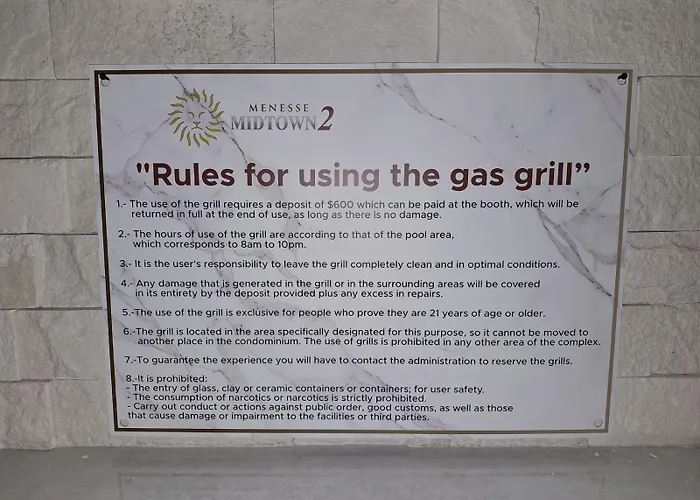 MENESSE
MIDTOWN 2
"Rules for using the gas grill”
1.- The use of the grill requires a deposit of $600 which can be paid at the booth, which will be
returned in full at the end of use, as long as there is no damage.
2.- The hours of use of the grill are according to that of the pool area,
which corresponds to 8am to 10pm.
3.- It is the user's responsibility to leave the grill completely clean and in optimal conditions.
4.- Any damage that is generated in the grill or in the surrounding areas will be covered
in its entirety by the deposit provided plus any excess in repairs.
5.-The use of the grill is exclusive for people who prove they are 21 years of age or older.
6.-The grill is located in the area specifically designated for this purpose, so it cannot be moved to
another place in the condominium. The use of grills is prohibited in any other area of the complex.
7.-To guarantee the experience you will have to contact the administration to reserve the grills.
8.-It is prohibited:
- The entry of glass, clay or ceramic containers or containers; for user safety.
- The consumption of narcotics or narcotics is strictly prohibited.
- Carry out conduct or actions against public order, good customs, as well as those
that cause damage or impairment to the facilities or third parties.